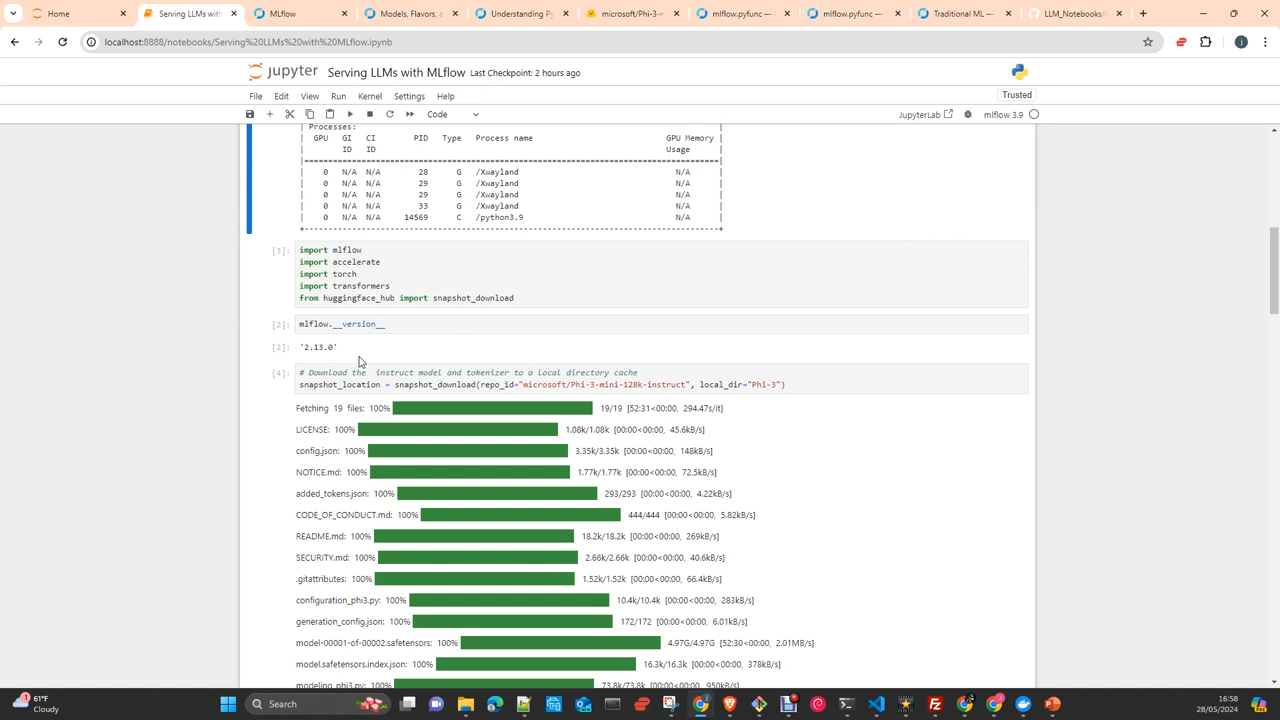 Home
Serving LLMs with
MLflow
Models, Flavors, a
Understanding Py
microsoft/Phi-3-m
mlflow.pyfunc —
mlflow.pyfunc —
Traditional ML —
LLM_Notebooks/
localhost:8888/notebooks/Serving%20LLMs%20with%20MLflow.ipynb
jupyter Serving LLMs with MLflow Last Checkpoint: 2 hours ago
File Edit View Run Kernel Settings Help
Trusted
Code
JupyterLab
mlflow 3.9
Processes:
GPU GI CI PID Type Process name GPU Memory
ID ID Usage
0 N/A N/A 28 G /Xwayland N/A
0 N/A N/A 29 G /Xwayland N/A
0 N/A N/A 29 G /Xwayland N/A
0 N/A N/A 33 G /Xwayland N/A
0 N/A N/A 14569 C /python3.9 N/A
[3]: import mlflow
import accelerate
import torch
import transformers
from huggingface_hub import snapshot_download
[2]: mlflow.__version__
[2]: '2.13.0'
[4]: # Download the instruct model and tokenizer to a local directory cache
snapshot_location = snapshot_download(repo_id="microsoft/Phi-3-mini-128k-instruct", local_dir="Phi-3")
Fetching 19 files: 100% 19/19 [52:31<00:00, 294.47s/it]
LICENSE: 100% 1.08k/1.08k [00:00<00:00, 45.6kB/s]
config.json: 100% 3.35k/3.35k [00:00<00:00, 148kB/s]
NOTICE.md: 100% 1.77k/1.77k [00:00<00:00, 72.5kB/s]
added_tokens.json: 100% 293/293 [00:00<00:00, 4.22kB/s]
CODE_OF_CONDUCT.md: 100% 444/444 [00:00<00:00, 5.82kB/s]
README.md: 100% 18.2k/18.2k [00:00<00:00, 269kB/s]
SECURITY.md: 100% 2.66k/2.66k [00:00<00:00, 40.6kB/s]
.gitattributes: 100% 1.52k/1.52k [00:00<00:00, 66.4kB/s]
configuration_phi3.py: 100% 10.4k/10.4k [00:00<00:00, 283kB/s]
generation_config.json: 100% 172/172 [00:00<00:00, 6.01kB/s]
model-00001-of-00002.safetensors: 100% 4.97G/4.97G [52:30<00:00, 2.01MB/s]
model.safetensors.index.json: 100% 16.3k/16.3k [00:00<00:00, 378kB/s]
modeling_phi3.py: 100% 73.8k/73.8k [00:00<00:00, 950kB/s]
61°F
Cloudy
Search
16:58
28/05/2024